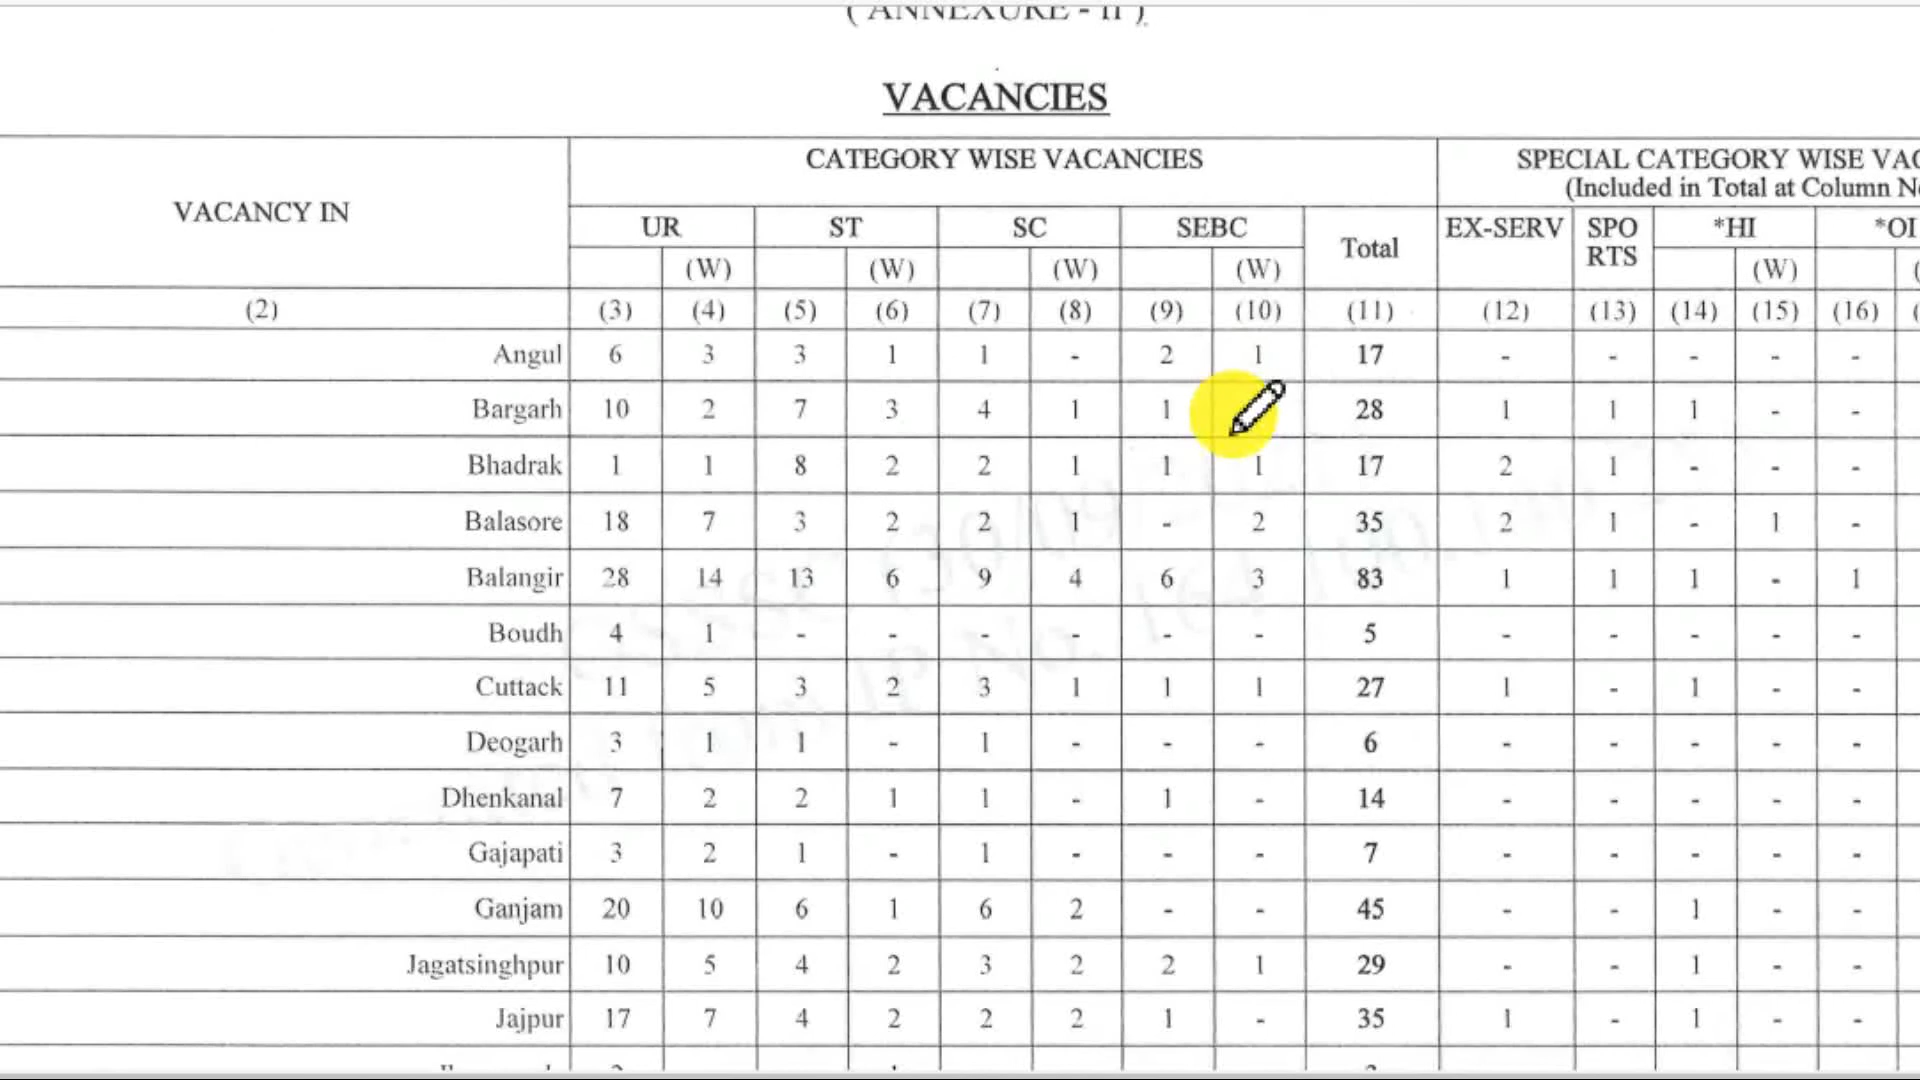 ( ANNEXURE - II )
VACANCIES
VACANCY IN CATEGORY WISE VACANCIES SPECIAL CATEGORY WISE VAC
(Included in Total at Column N
UR ST SC SEBC Total EX-SERV SPO RTS *HI *OI
(W) (W) (W) (W) (W) (
(2) (3) (4) (5) (6) (7) (8) (9) (10) (11) (12) (13) (14) (15) (16) (
Angul 6 3 3 1 1 - 2 1 17 - - - - -
Bargarh 10 2 7 3 4 1 1 28 1 1 1 - -
Bhadrak 1 1 8 2 2 1 1 1 17 2 1 - - -
Balasore 18 7 3 2 2 1 - 2 35 2 1 - 1 -
Balangir 28 14 13 6 9 4 6 3 83 1 1 1 - 1
Boudh 4 1 - - - - - - 5 - - - - -
Cuttack 11 5 3 2 3 1 1 1 27 1 - 1 - -
Deogarh 3 1 1 - 1 - - - 6 - - - - -
Dhenkanal 7 2 2 1 1 - 1 - 14 - - - - -
Gajapati 3 2 1 - 1 - - - 7 - - - - -
Ganjam 20 10 6 1 6 2 - - 45 - - 1 - -
Jagatsinghpur 10 5 4 2 3 2 2 1 29 - - 1 - -
Jajpur 17 7 4 2 2 2 1 - 35 1 - 1 - -